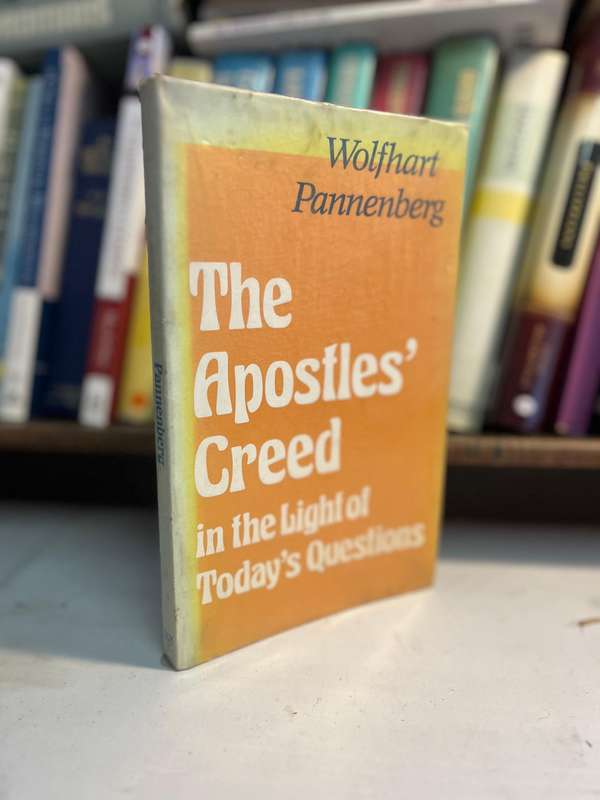 Wolfhart
Pannenberg
The
Apostles'
Creed
in the Light of
Today's Questions
Pannenberg